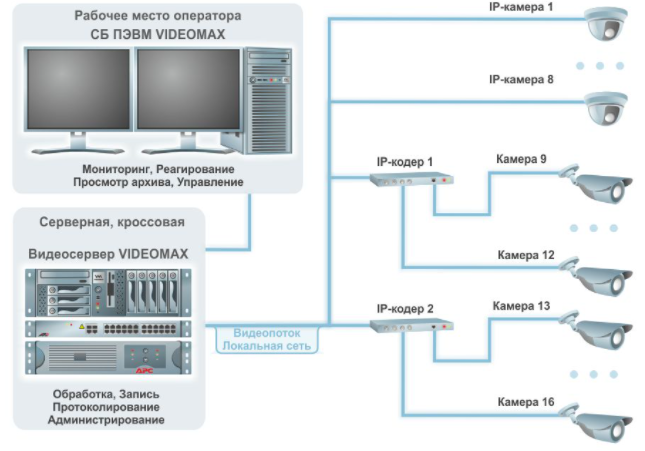 Рабочее место оператора
СБ ПЭВМ VIDEOMAX
Мониторинг, Реагирование
Просмотр архива, Управление
Серверная, кроссовая
Видеосервер VIDEOMAX
APC
Обработка, Запись
Протоколирование
Администрирование
Видеопоток
Локальная сеть
IP-камера 1
IP-камера 8
IP-кодер 1
Камера 9
Камера 12
IP-кодер 2
Камера 13
Камера 16